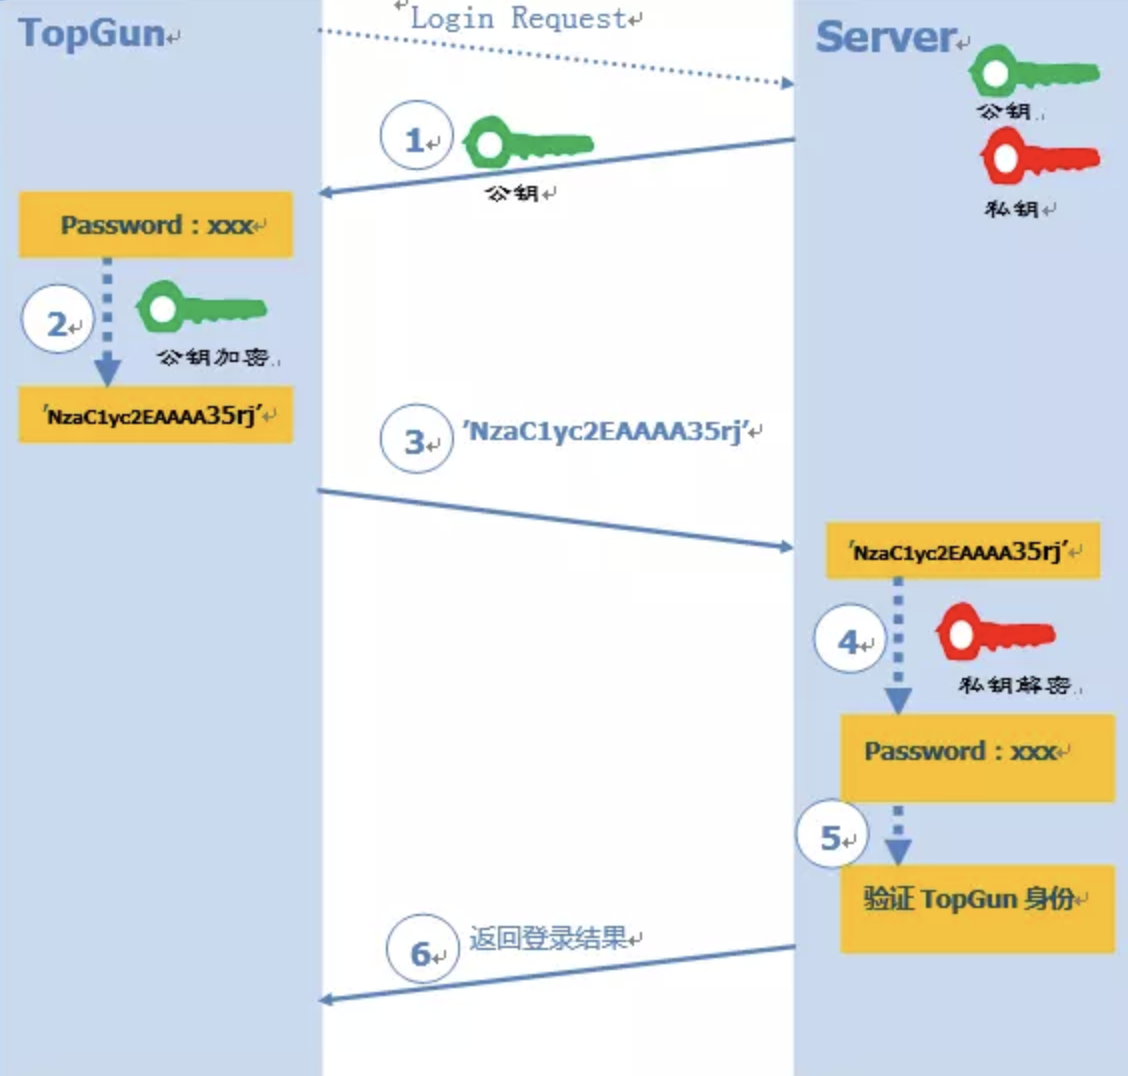 TopGun
Login Request
Server
公钥
私钥
1
公钥
Password：xxx
2
公钥加密
'NzaC1yc2EAAAA35rj'
3
'NzaC1yc2EAAAA35rj'
'NzaC1yc2EAAAA35rj'
4
私钥解密
Password：xxx
5
验证 TopGun 身份
6
返回登录结果